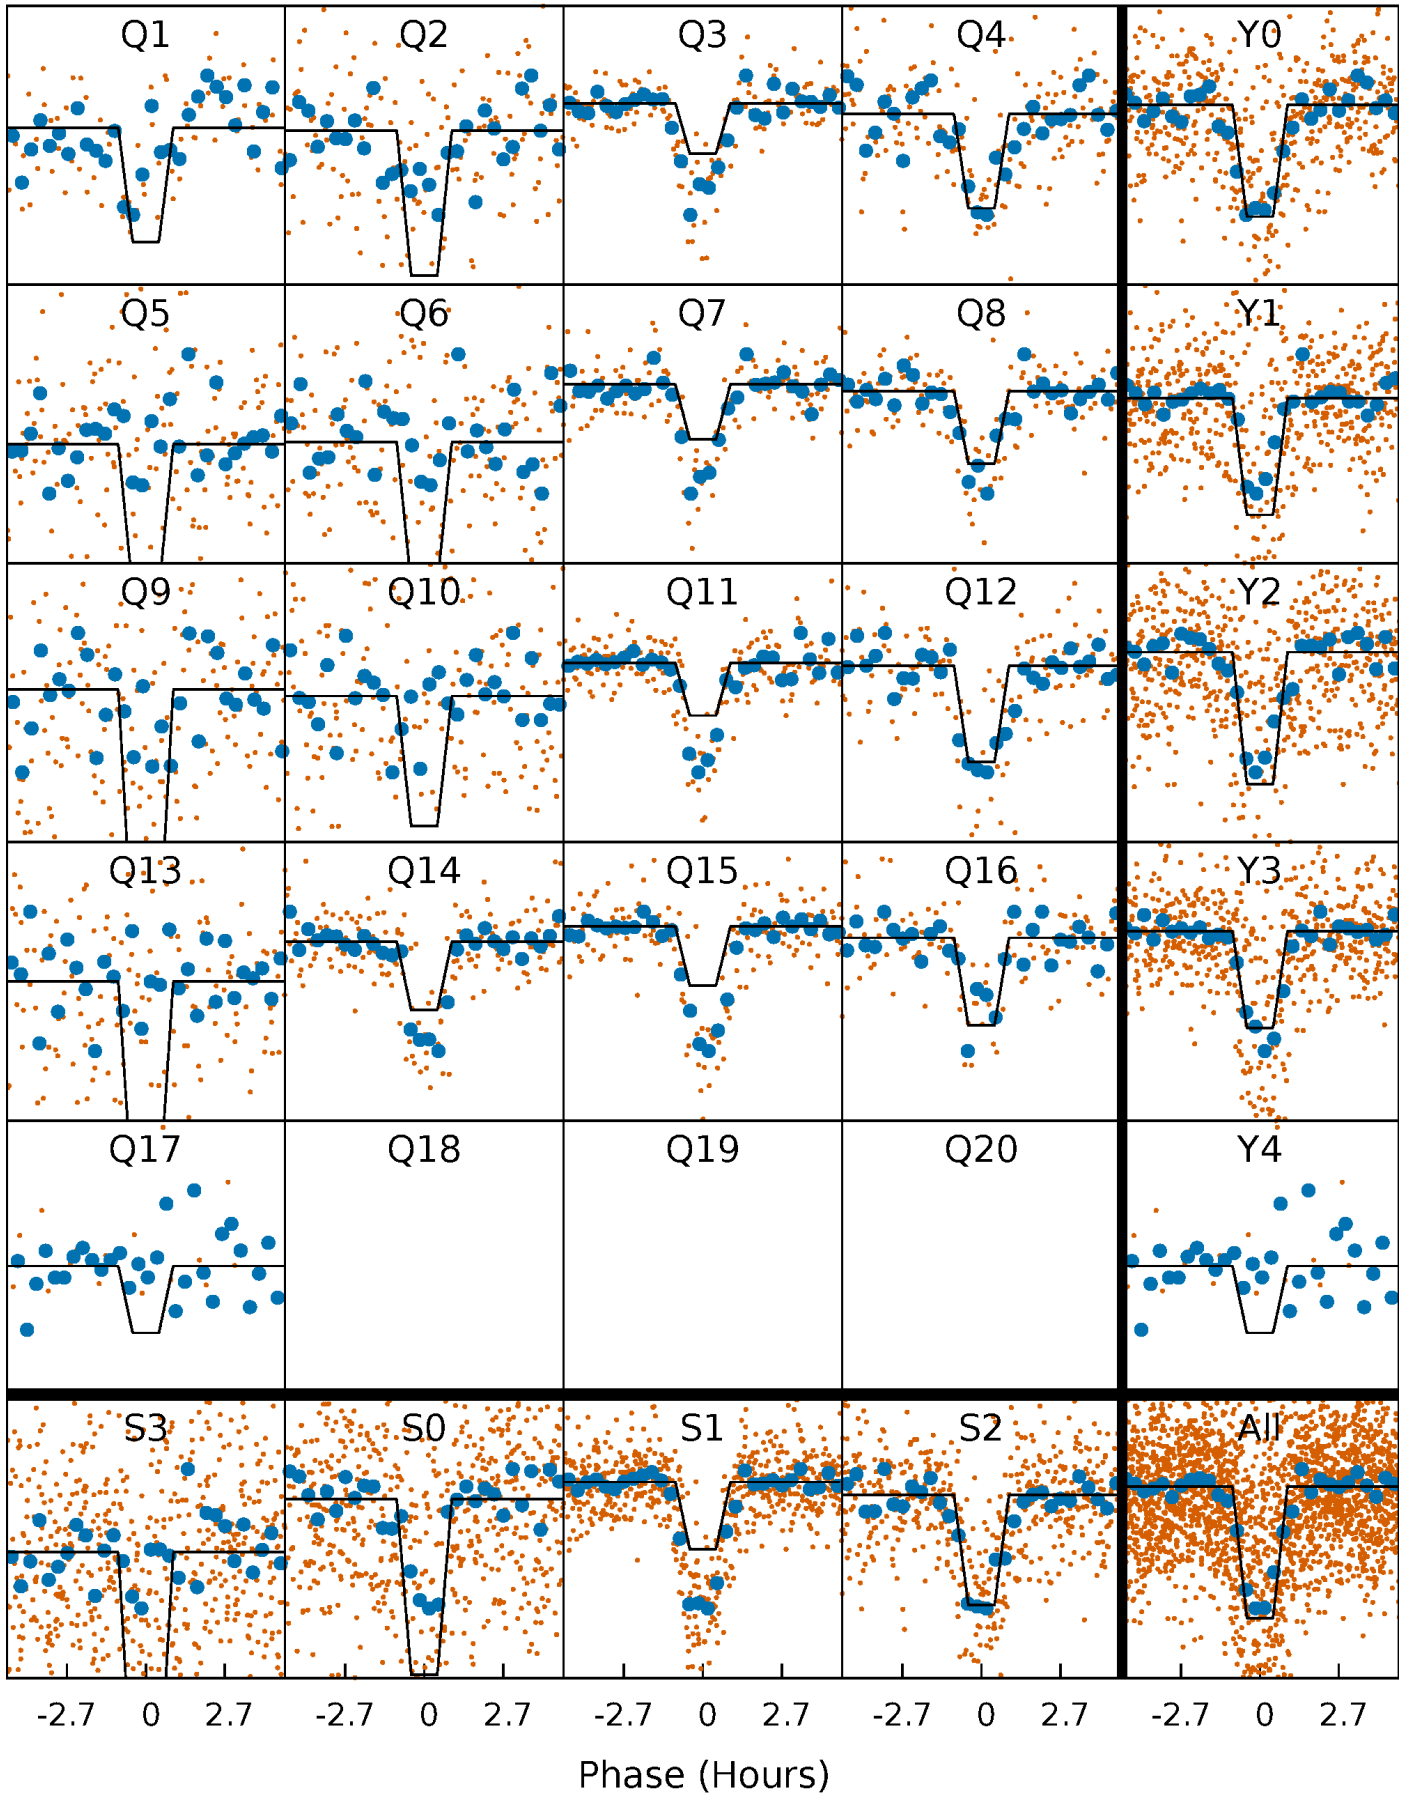 Q1 Q2 Q3 Q4 Y0
Q5 Q6 Q7 Q8 Y1
Q9 Q10 Q11 Q12 Y2
Q13 Q14 Q15 Q16 Y3
Q17 Q18 Q19 Q20 Y4
S3 S0 S1 S2 All
-2.7 0 2.7 -2.7 0 2.7 -2.7 0 2.7 -2.7 0 2.7 -2.7 0 2.7
Phase (Hours)